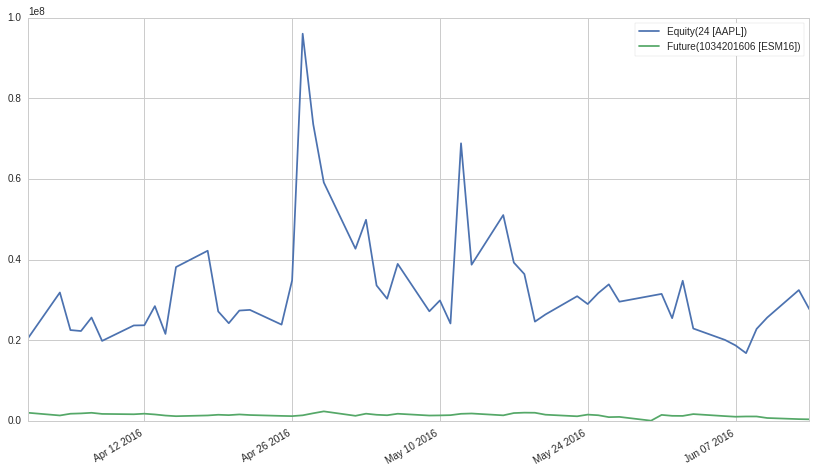 1e8
1.0
0.8
0.6
0.4
0.2
0.0
Equity(24 [AAPL])
Future(1034201606 [ESM16])
Apr 12 2016
Apr 26 2016
May 10 2016
May 24 2016
Jun 07 2016